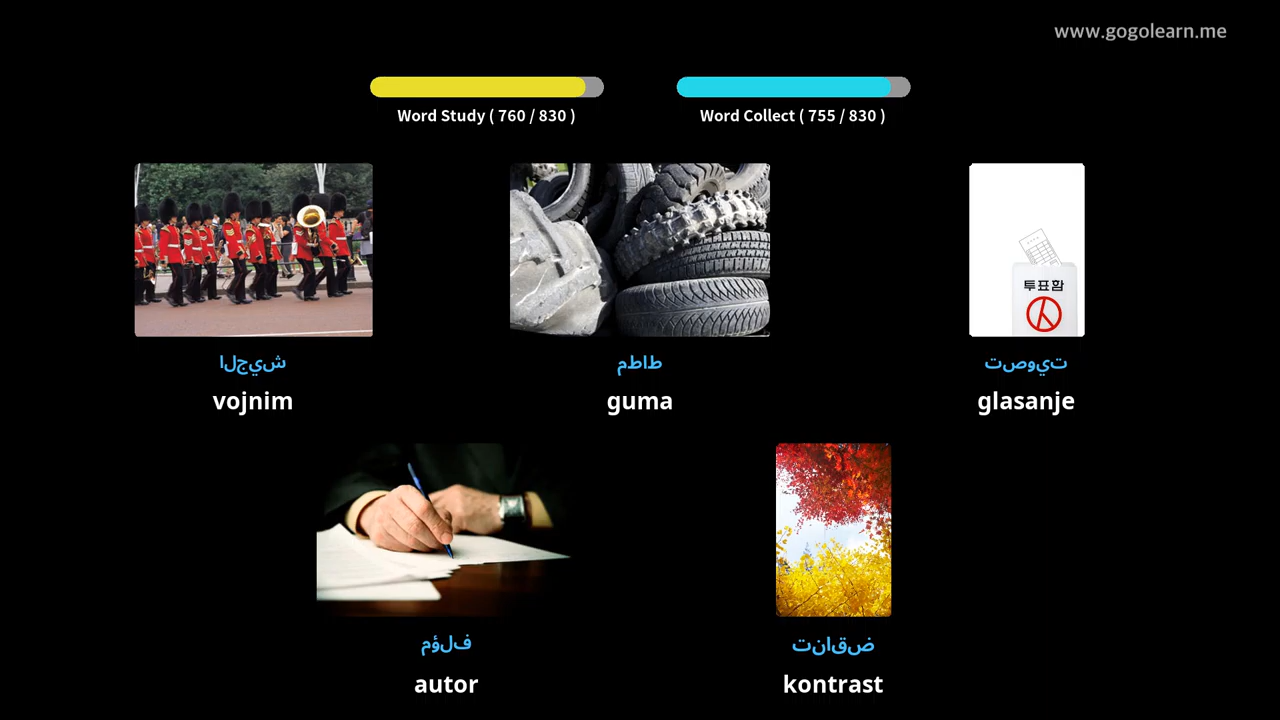 www.gogolearn.me
Word Study ( 760 / 830 )
Word Collect ( 755 / 830 )
الجيش
vojnim
مطاط
guma
투표함
تصويت
glasanje
مؤلف
autor
تناقض
kontrast